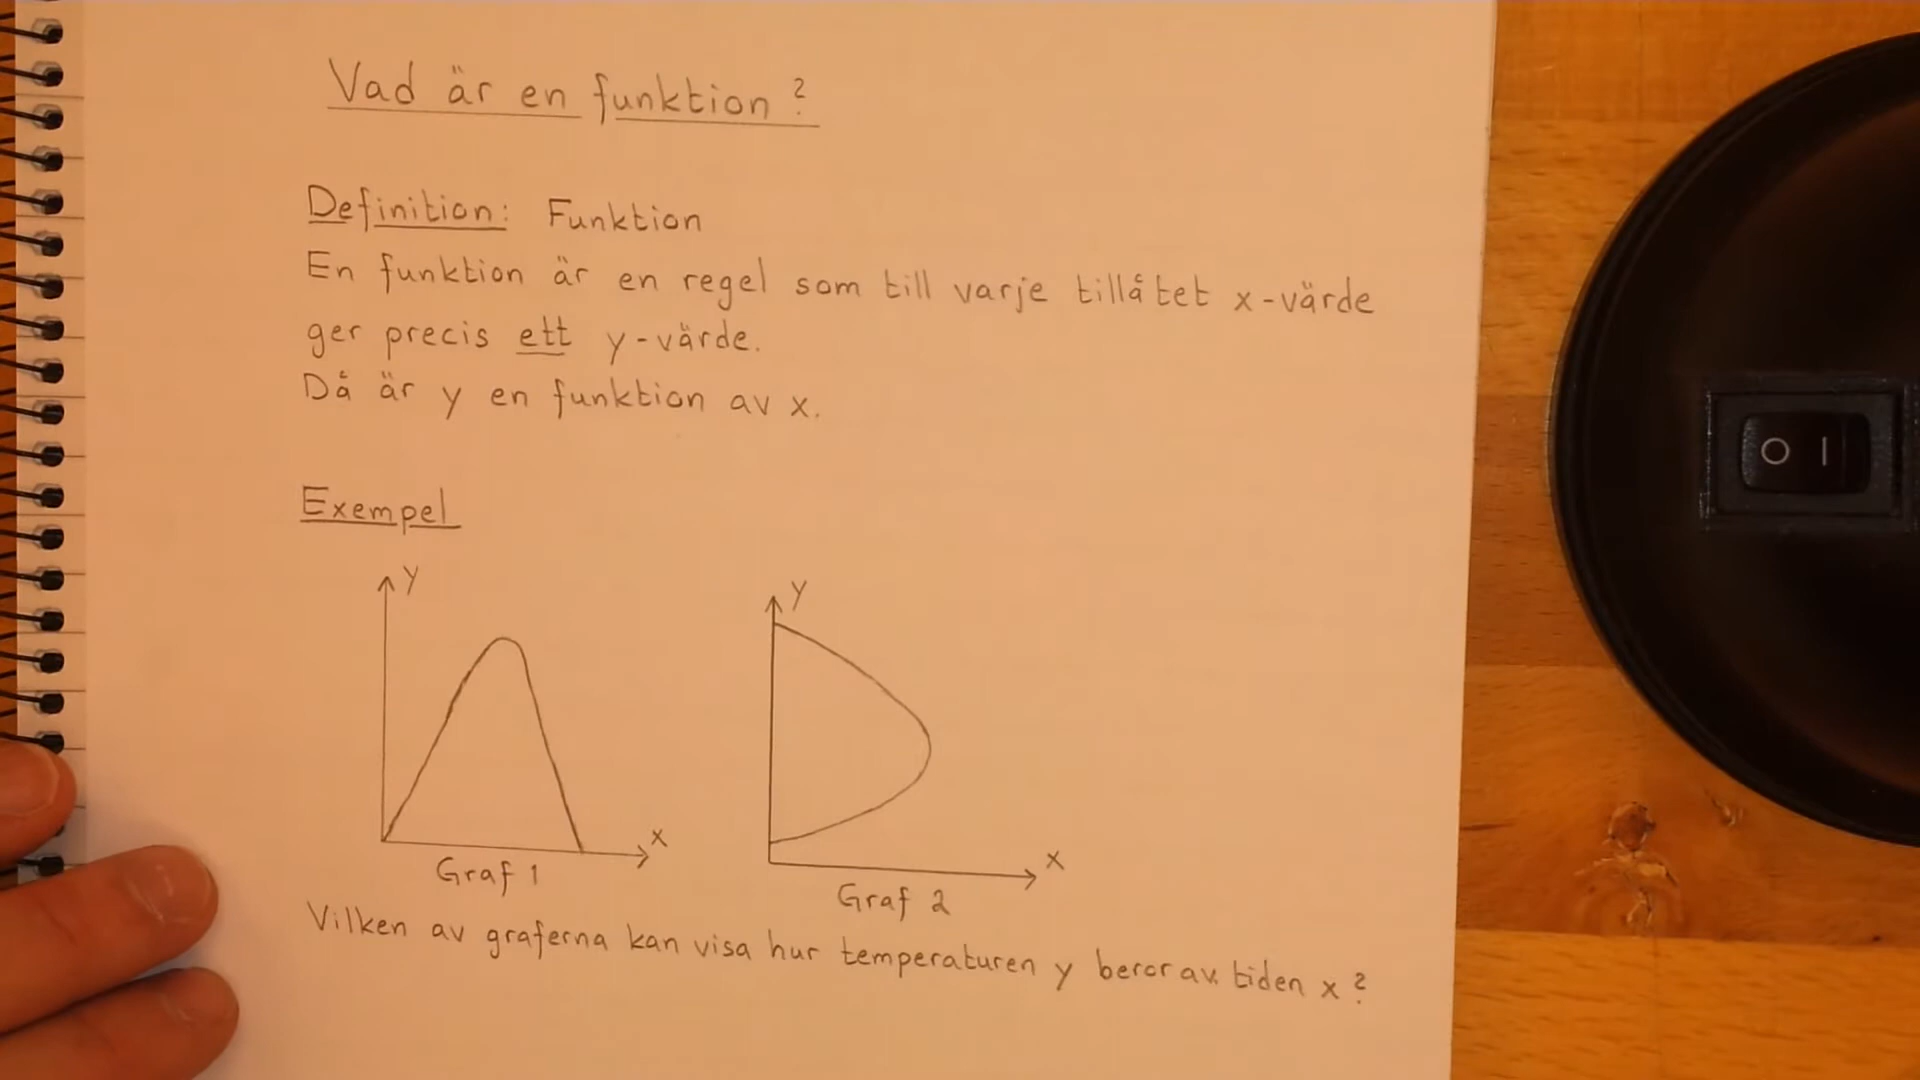 Vad är en funktion?
Definition: Funktion
En funktion är en regel som till varje tillåtet x-värde
ger precis ett y-värde.
Då är y en funktion av x.
Exempel
y
y
x
x
Graf 1
Graf 2
Vilken av graferna kan visa hur temperaturen y beror av tiden x?
O I